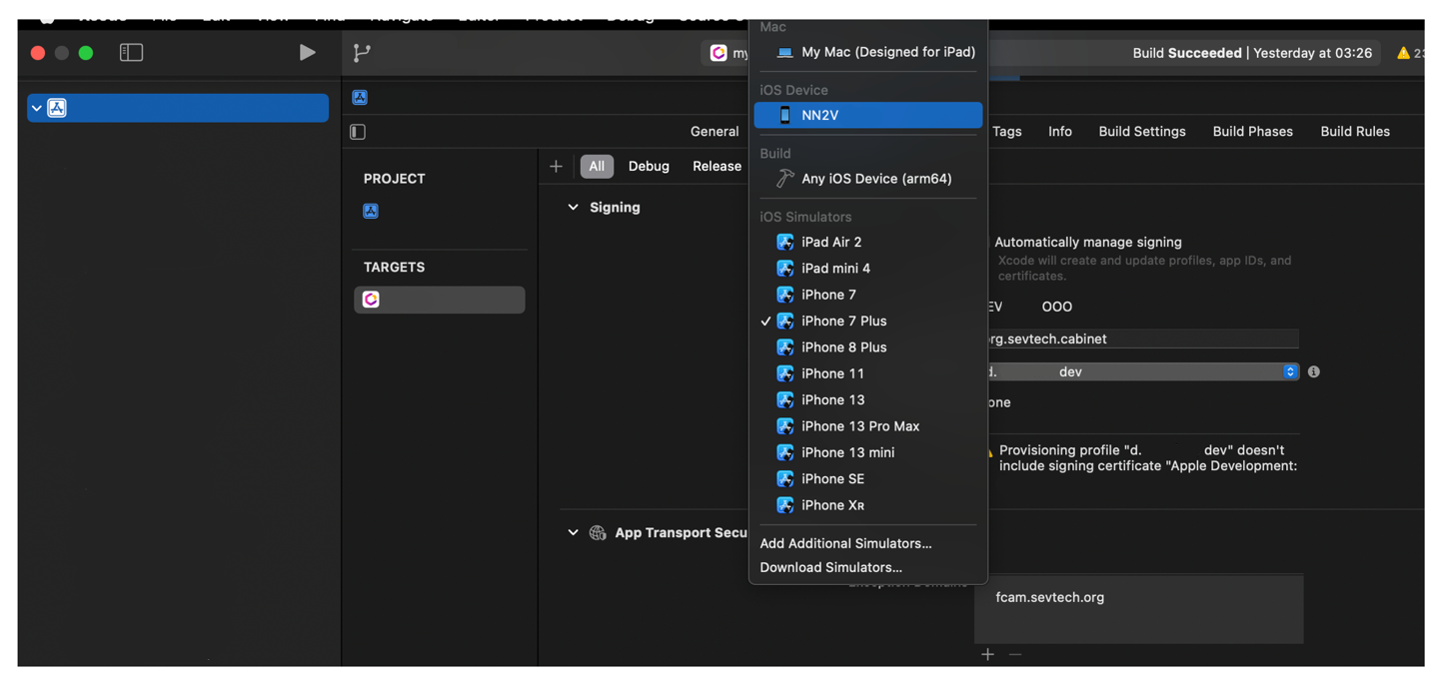 Mac
my
My Mac (Designed for iPad)
Build Succeeded | Yesterday at 03:26
iOS Device
NN2V
General
Tags
Info
Build Settings
Build Phases
Build Rules
Build
PROJECT
All
Debug
Release
Any iOS Device (arm64)
Signing
iOS Simulators
iPad Air 2
Automatically manage signing
Xcode will create and update profiles, app IDs, and
certificates.
TARGETS
iPad mini 4
iPhone 7
EV OOO
iPhone 7 Plus
rg.sevtech.cabinet
iPhone 8 Plus
iPhone 11
d. dev
iPhone 13
one
iPhone 13 Pro Max
iPhone 13 mini
Provisioning profile "d. dev" doesn't
include signing certificate "Apple Development:
iPhone SE
iPhone XR
App Transport Secu
Add Additional Simulators...
Download Simulators...
fcam.sevtech.org